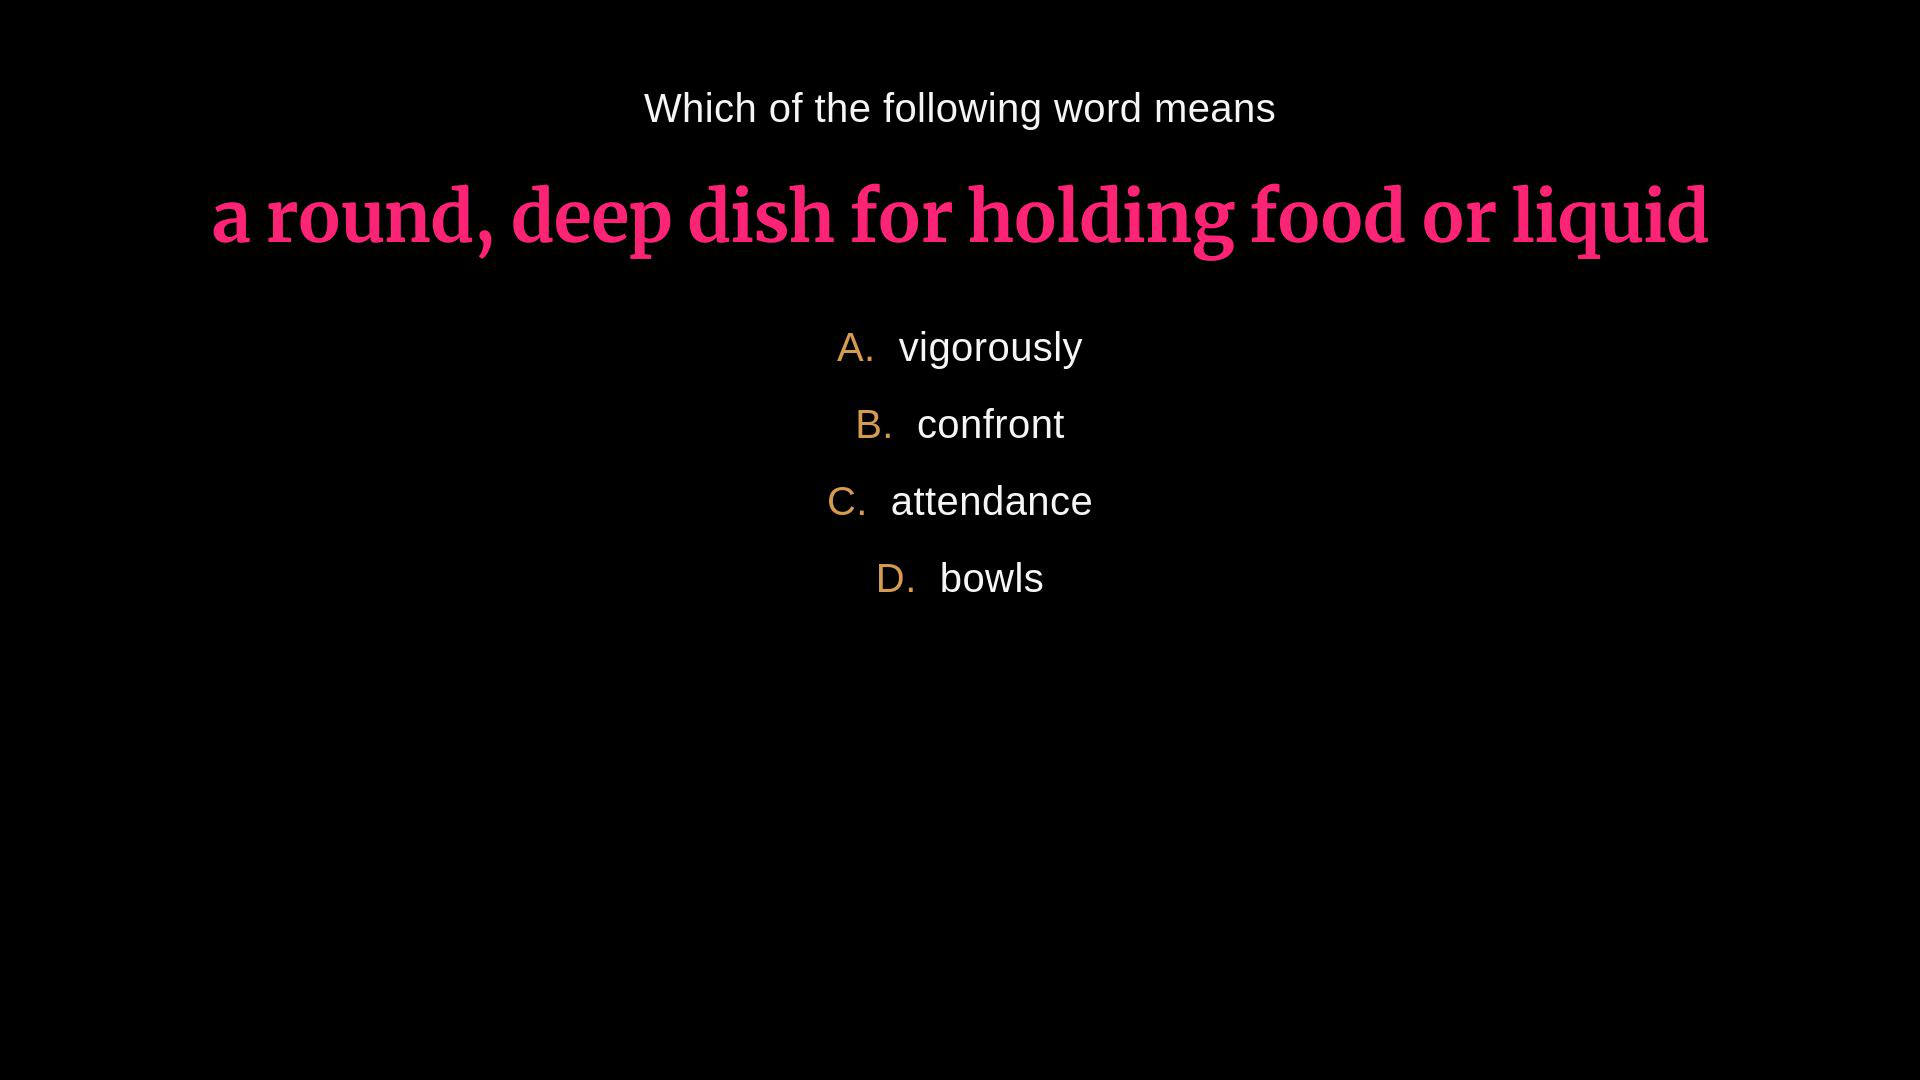 Which of the following word means
a round, deep dish for holding food or liquid
A. vigorously
B. confront
C. attendance
D. bowls